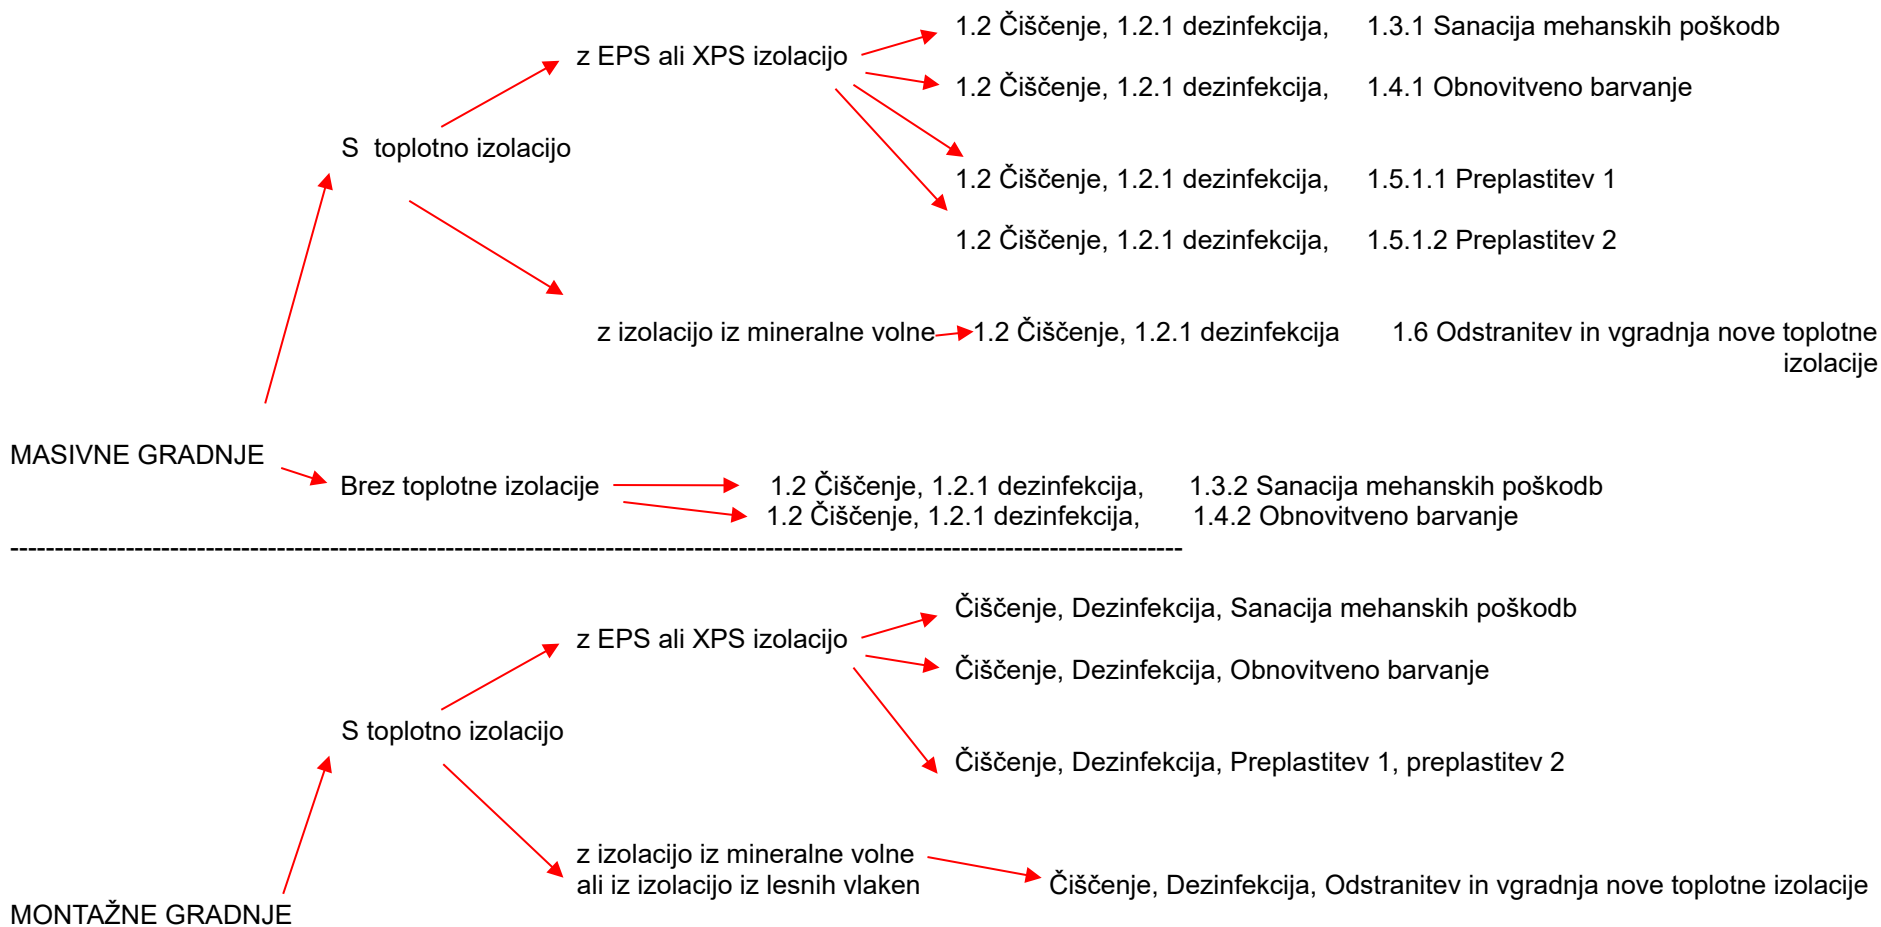 1.2 Čiščenje, 1.2.1 dezinfekcija, 1.3.1 Sanacija mehanskih poškodb
z EPS ali XPS izolacijo
1.2 Čiščenje, 1.2.1 dezinfekcija, 1.4.1 Obnovitveno barvanje
S toplotno izolacijo
1.2 Čiščenje, 1.2.1 dezinfekcija, 1.5.1.1 Preplastitev 1
1.2 Čiščenje, 1.2.1 dezinfekcija, 1.5.1.2 Preplastitev 2
z izolacijo iz mineralne volne 1.2 Čiščenje, 1.2.1 dezinfekcija 1.6 Odstranitev in vgradnja nove toplotne
izolacije
MASIVNE GRADNJE
Brez toplotne izolacije 1.2 Čiščenje, 1.2.1 dezinfekcija, 1.3.2 Sanacija mehanskih poškodb
1.2 Čiščenje, 1.2.1 dezinfekcija, 1.4.2 Obnovitveno barvanje
Čiščenje, Dezinfekcija, Sanacija mehanskih poškodb
z EPS ali XPS izolacijo
Čiščenje, Dezinfekcija, Obnovitveno barvanje
S toplotno izolacijo
Čiščenje, Dezinfekcija, Preplastitev 1, preplastitev 2
z izolacijo iz mineralne volne
ali iz izolacijo iz lesnih vlaken Čiščenje, Dezinfekcija, Odstranitev in vgradnja nove toplotne izolacije
MONTAŽNE GRADNJE